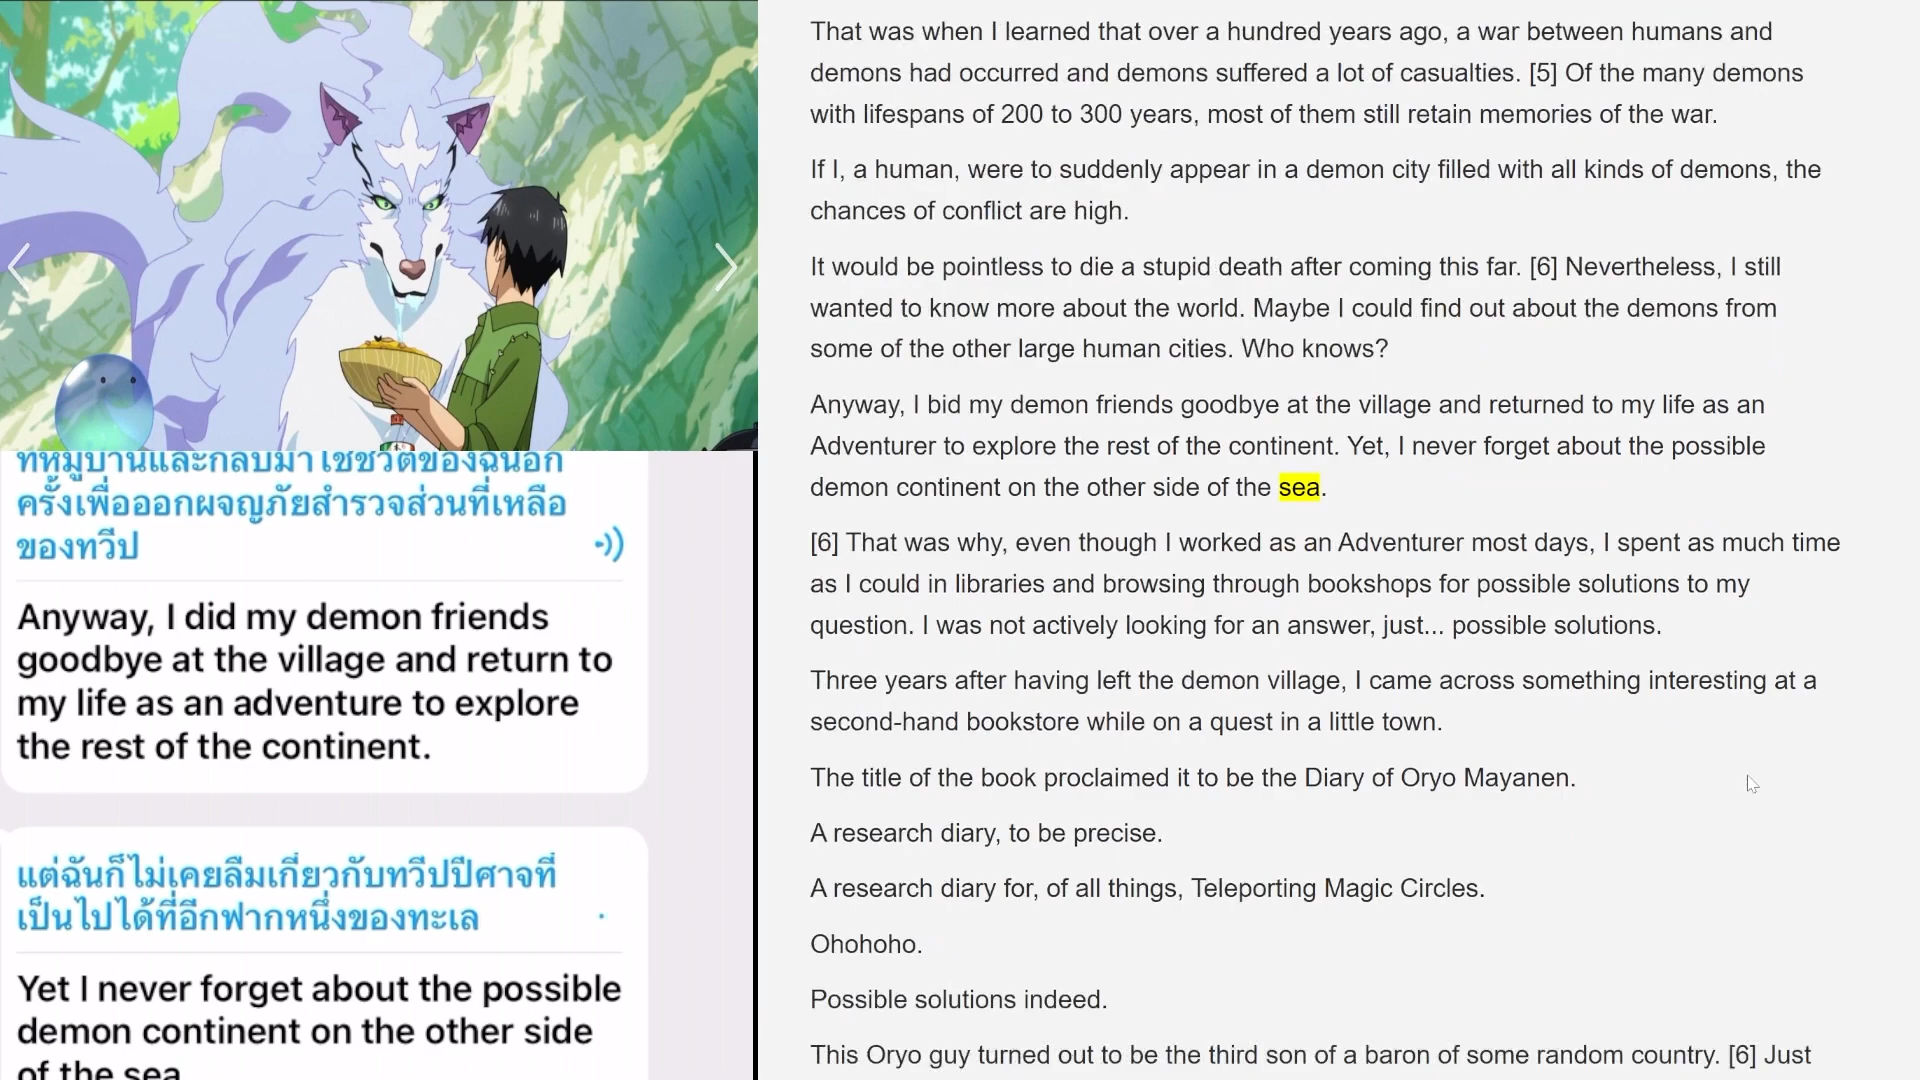 ที่หมู่บ้านและกลับมาใช้ชีวิตของฉันอีก
ครั้งเพื่อออกผจญภัยสำรวจส่วนที่เหลือ
ของทวีป
Anyway, I did my demon friends
goodbye at the village and return to
my life as an adventure to explore
the rest of the continent.
แต่ฉันก็ไม่เคยลืมเกี่ยวกับทวีปปีศาจที่
เป็นไปได้ที่อีกฟากหนึ่งของทะเล
Yet I never forget about the possible
demon continent on the other side
of the sea
That was when I learned that over a hundred years ago, a war between humans and
demons had occurred and demons suffered a lot of casualties. [5] Of the many demons
with lifespans of 200 to 300 years, most of them still retain memories of the war.
If I, a human, were to suddenly appear in a demon city filled with all kinds of demons, the
chances of conflict are high.
It would be pointless to die a stupid death after coming this far. [6] Nevertheless, I still
wanted to know more about the world. Maybe I could find out about the demons from
some of the other large human cities. Who knows?
Anyway, I bid my demon friends goodbye at the village and returned to my life as an
Adventurer to explore the rest of the continent. Yet, I never forget about the possible
demon continent on the other side of the sea.
[6] That was why, even though I worked as an Adventurer most days, I spent as much time
as I could in libraries and browsing through bookshops for possible solutions to my
question. I was not actively looking for an answer, just... possible solutions.
Three years after having left the demon village, I came across something interesting at a
second-hand bookstore while on a quest in a little town.
The title of the book proclaimed it to be the Diary of Oryo Mayanen.
A research diary, to be precise.
A research diary for, of all things, Teleporting Magic Circles.
Ohohoho.
Possible solutions indeed.
This Oryo guy turned out to be the third son of a baron of some random country. [6] Just